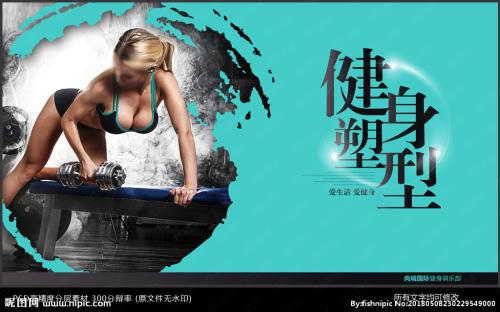 健身
塑型
爱生活 爱健身
尚城国际健身俱乐部
PSD高精度分层素材 300分辩率 (原文件无水印)
所有文字均可修改
昵图网 www.nipic.com
By:fishnipic No:20180508230229549000